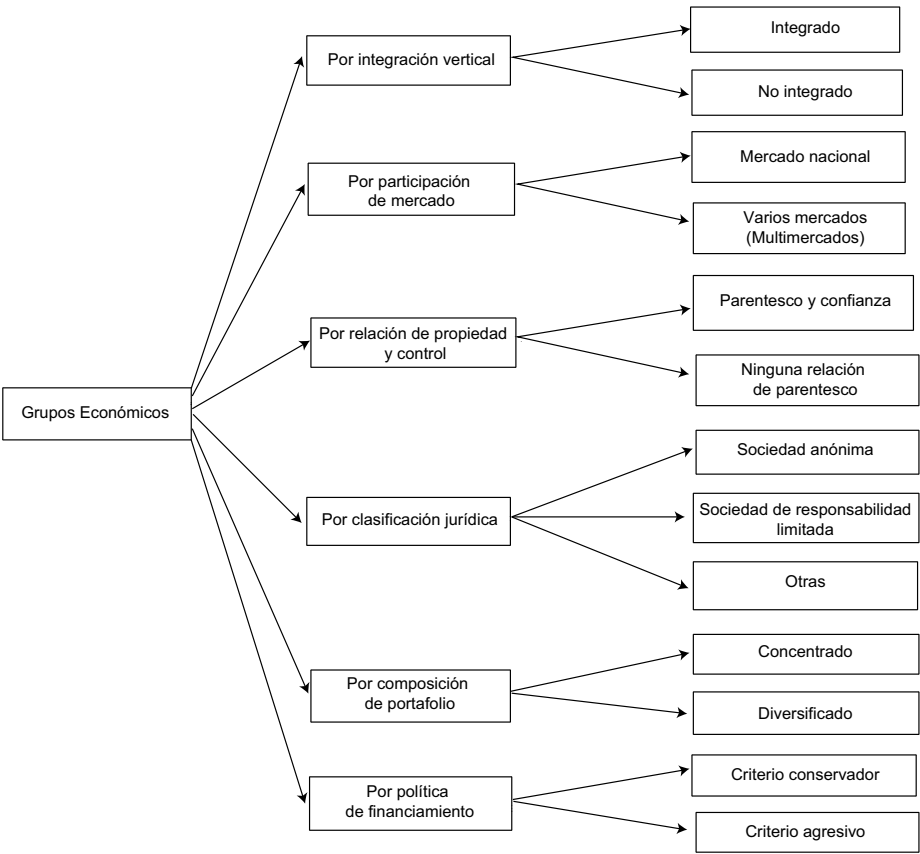 Grupos Económicos
Por integración vertical
Integrado
No integrado
Por participación
de mercado
Mercado nacional
Varios mercados
(Multimercados)
Por relación de propiedad
y control
Parentesco y confianza
Ninguna relación
de parentesco
Por clasificación jurídica
Sociedad anónima
Sociedad de responsabilidad
limitada
Otras
Por composición
de portafolio
Concentrado
Diversificado
Por política
de financiamiento
Criterio conservador
Criterio agresivo